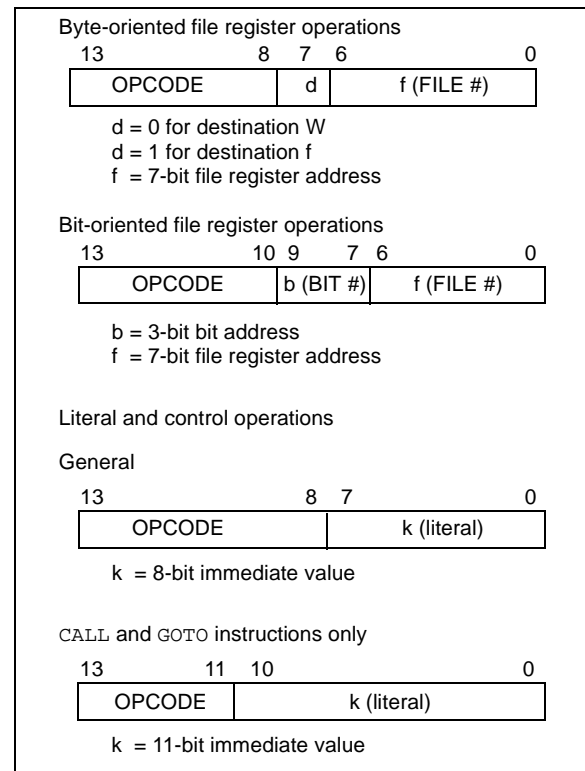 Byte-oriented file register operations
13 8 7 6 0
OPCODE d f (FILE #)
d = 0 for destination W
d = 1 for destination f
f = 7-bit file register address
Bit-oriented file register operations
13 10 9 7 6 0
OPCODE b (BIT #) f (FILE #)
b = 3-bit bit address
f = 7-bit file register address
Literal and control operations
General
13 8 7 0
OPCODE k (literal)
k = 8-bit immediate value
CALL and GOTO instructions only
13 11 10 0
OPCODE k (literal)
k = 11-bit immediate value